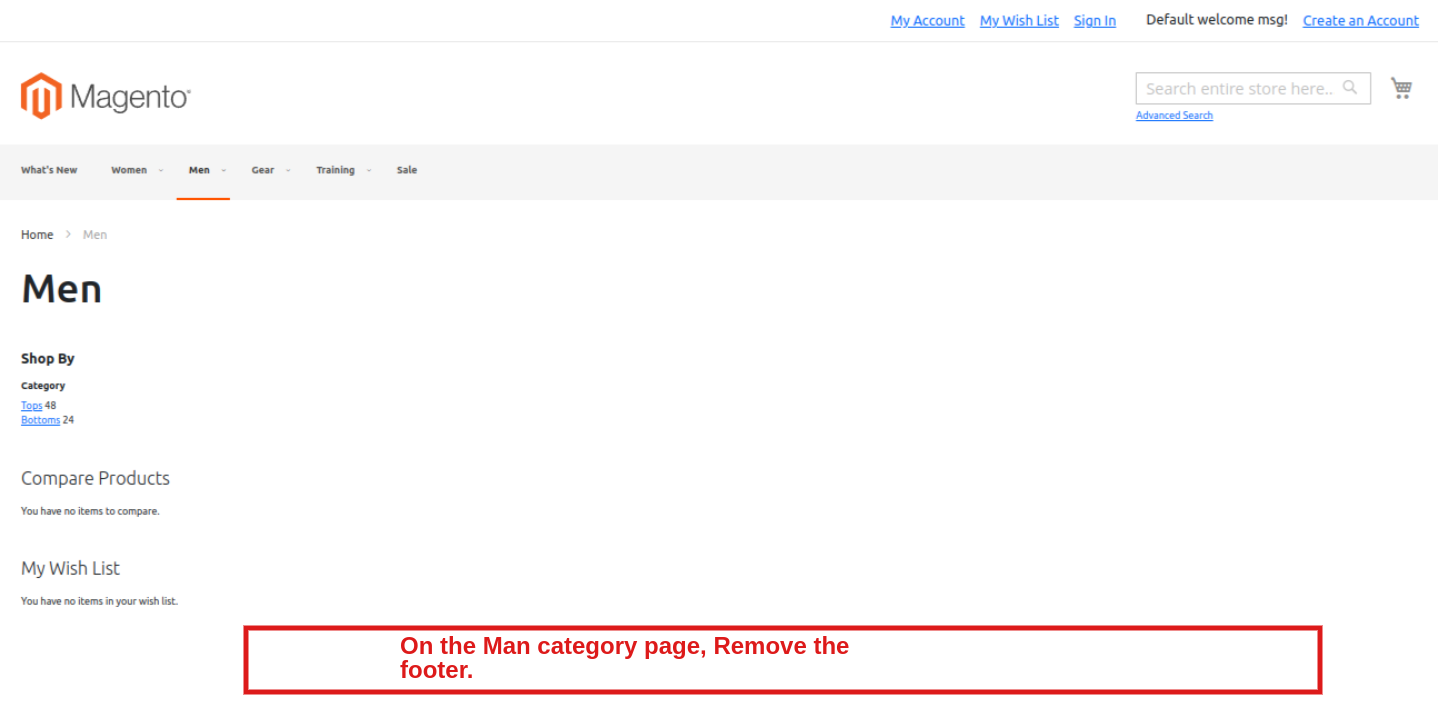 My Account My Wish List Sign In Default welcome msg! Create an Account
Magento
Search entire store here..
Advanced Search
What's New Women Men Gear Training Sale
Home Men
Men
Shop By
Category
Tops 48
Bottoms 24
Compare Products
You have no items to compare.
My Wish List
You have no items in your wish list.
On the Man category page, Remove the
footer.